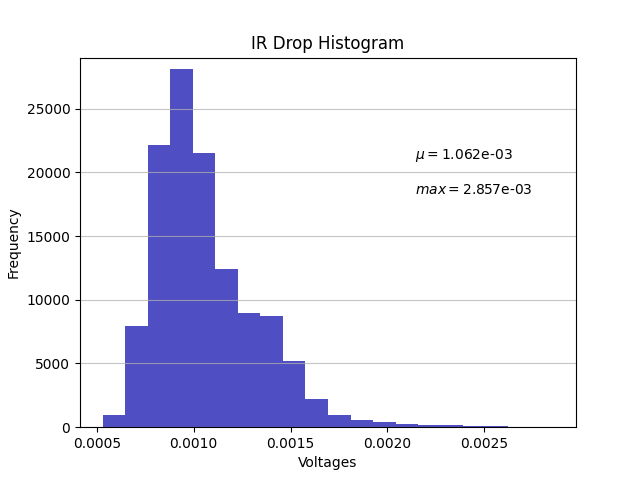 IR Drop Histogram
25000
20000
15000
10000
5000
0
Frequency
μ = 1.062e-03
max = 2.857e-03
0.0005 0.0010 0.0015 0.0020 0.0025
Voltages